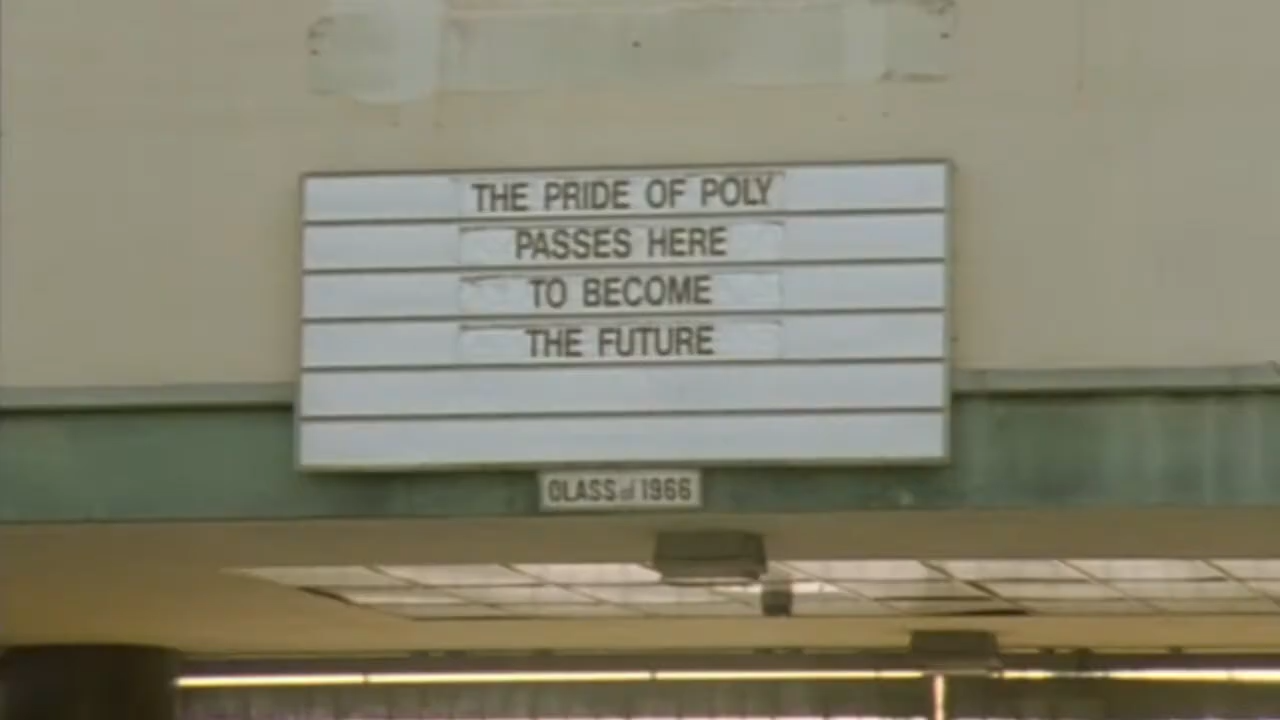 THE PRIDE OF POLY
PASSES HERE
TO BECOME
THE FUTURE
CLASS of 1966